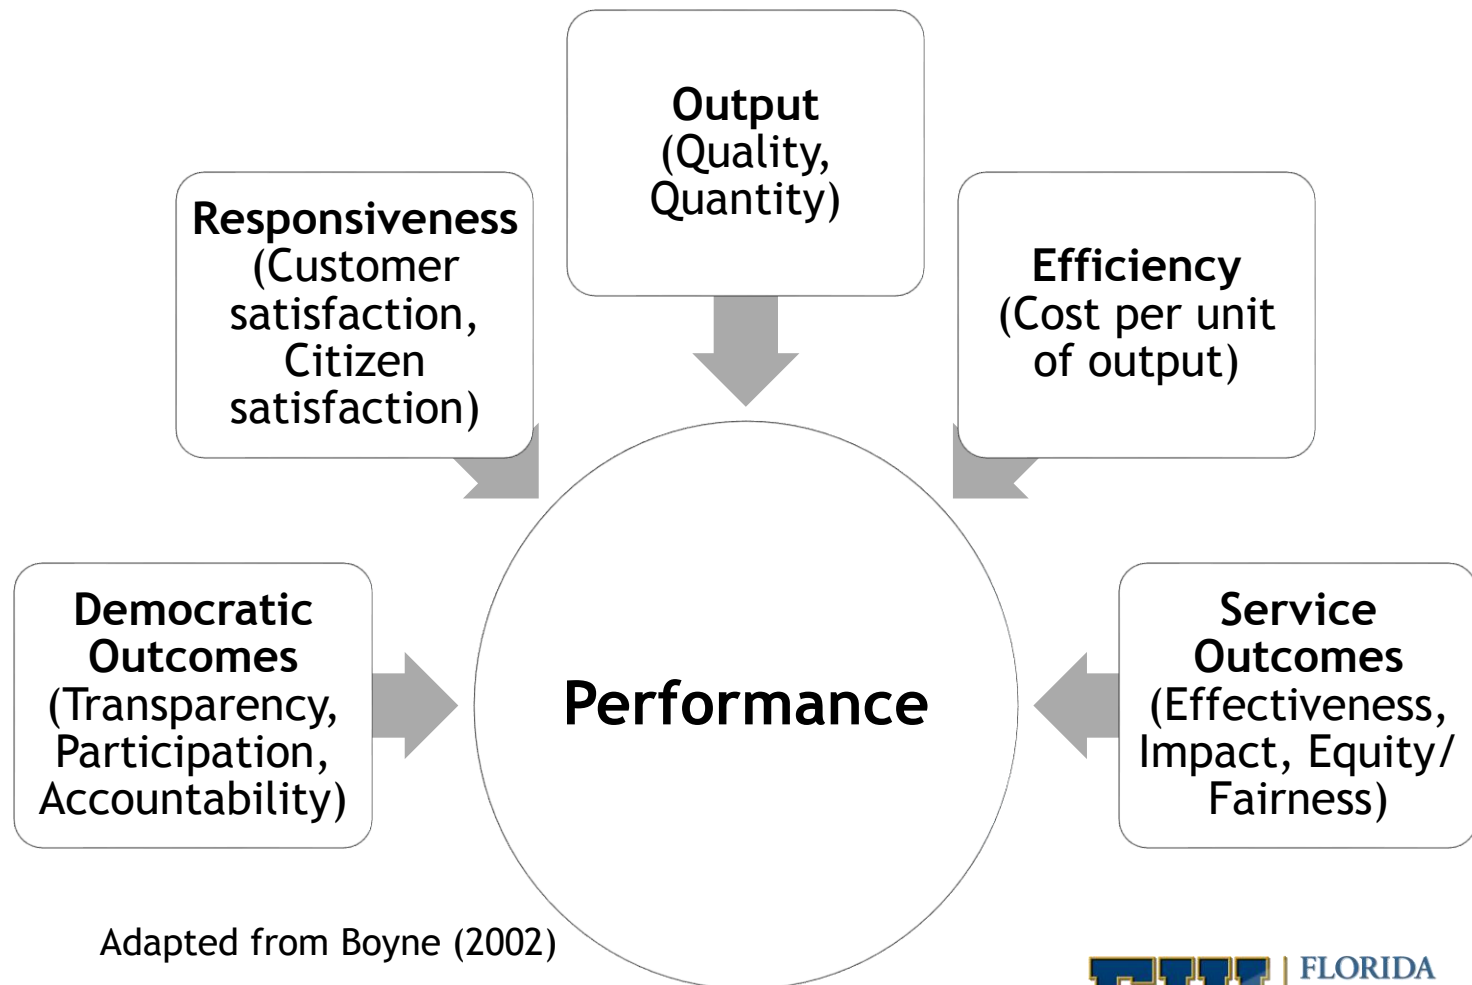 Output
(Quality,
Quantity)
Responsiveness
(Customer
satisfaction,
Citizen
satisfaction)
Efficiency
(Cost per unit
of output)
Democratic
Outcomes
(Transparency,
Participation,
Accountability)
Performance
Service
Outcomes
(Effectiveness,
Impact, Equity/
Fairness)
Adapted from Boyne (2002)
FIU
FLORIDA